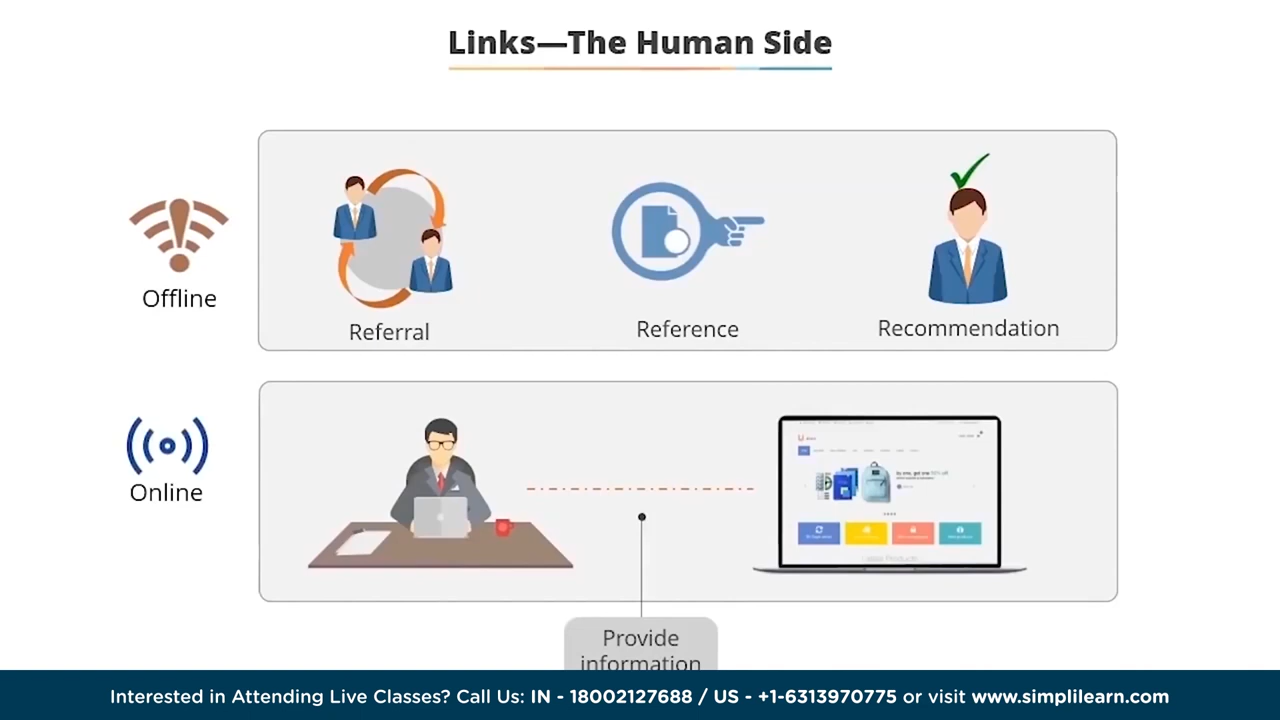 Links—The Human Side
Offline
Referral
Reference
Recommendation
Online
Provide
information
Interested in Attending Live Classes? Call Us: IN - 18002127688 / US - +1-6313970775 or visit www.simplilearn.com